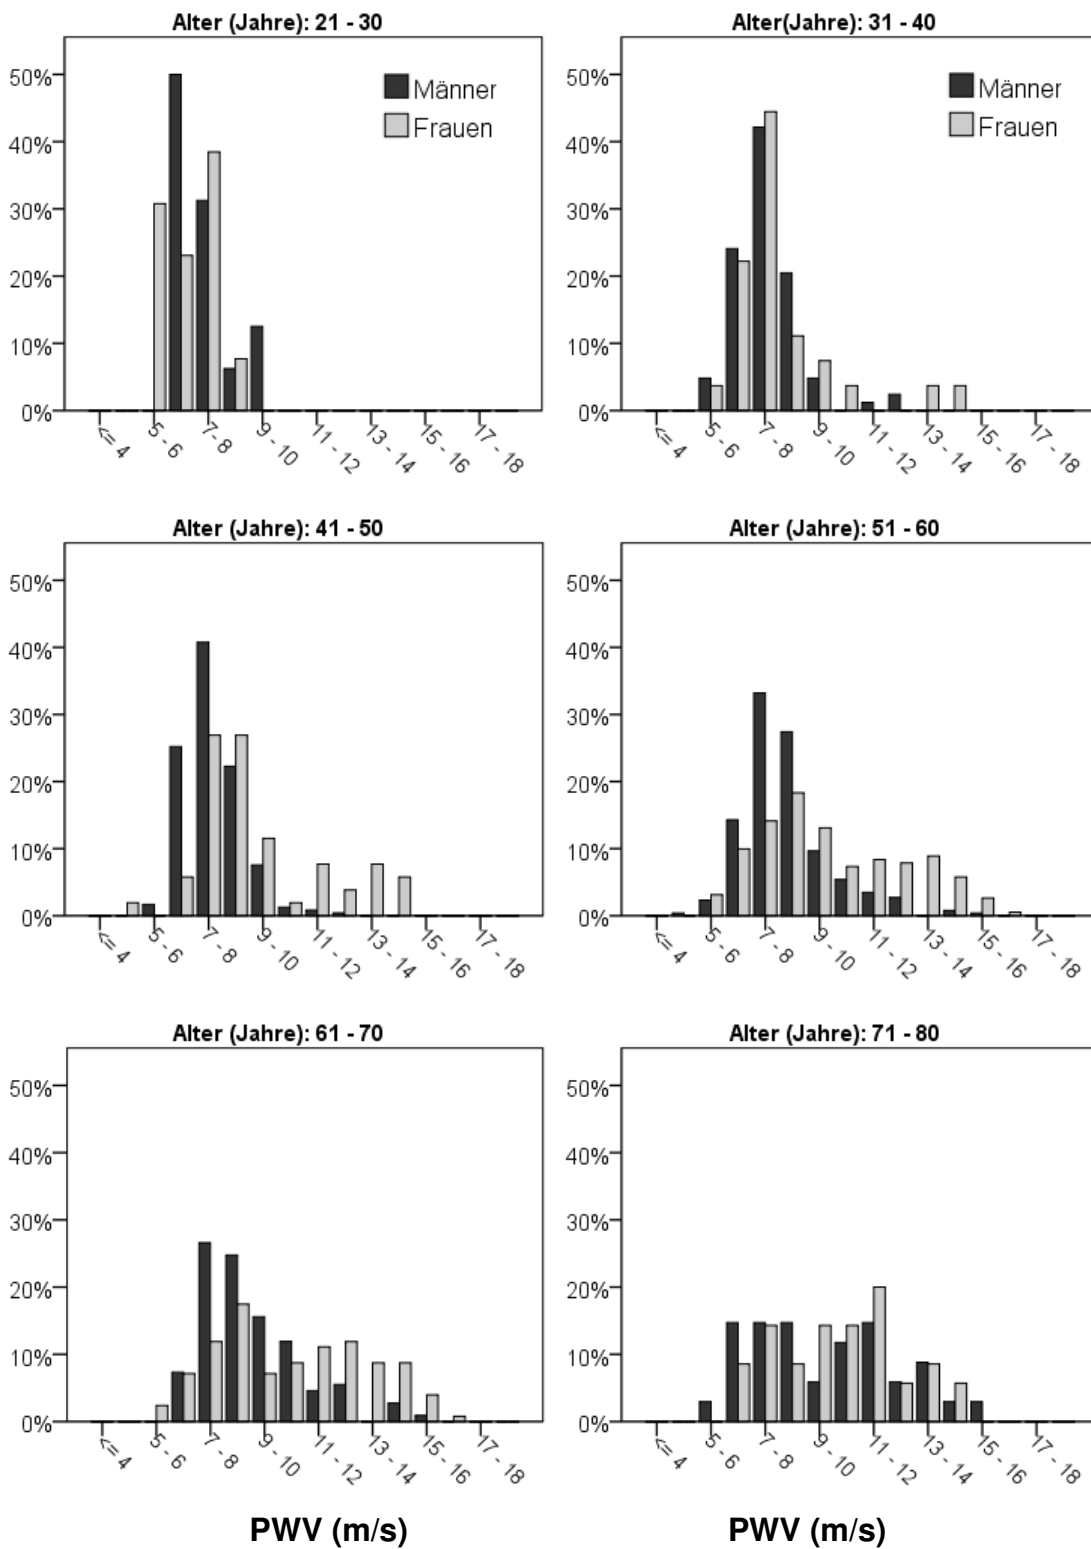 Alter (Jahre): 21 - 30
50%
40%
30%
20%
10%
0%
Männer
Frauen
<= 4
5 - 6
7 - 8
9 - 10
11 - 12
13 - 14
15 - 16
17 - 18
Alter(Jahre): 31 - 40
50%
40%
30%
20%
10%
0%
Männer
Frauen
<= 4
5 - 6
7 - 8
9 - 10
11 - 12
13 - 14
15 - 16
17 - 18
Alter (Jahre): 41 - 50
50%
40%
30%
20%
10%
0%
<= 4
5 - 6
7 - 8
9 - 10
11 - 12
13 - 14
15 - 16
17 - 18
Alter (Jahre): 51 - 60
50%
40%
30%
20%
10%
0%
<= 4
5 - 6
7 - 8
9 - 10
11 - 12
13 - 14
15 - 16
17 - 18
Alter (Jahre): 61 - 70
50%
40%
30%
20%
10%
0%
<= 4
5 - 6
7 - 8
9 - 10
11 - 12
13 - 14
15 - 16
17 - 18
PWV (m/s)
Alter (Jahre): 71 - 80
50%
40%
30%
20%
10%
0%
<= 4
5 - 6
7 - 8
9 - 10
11 - 12
13 - 14
15 - 16
17 - 18
PWV (m/s)